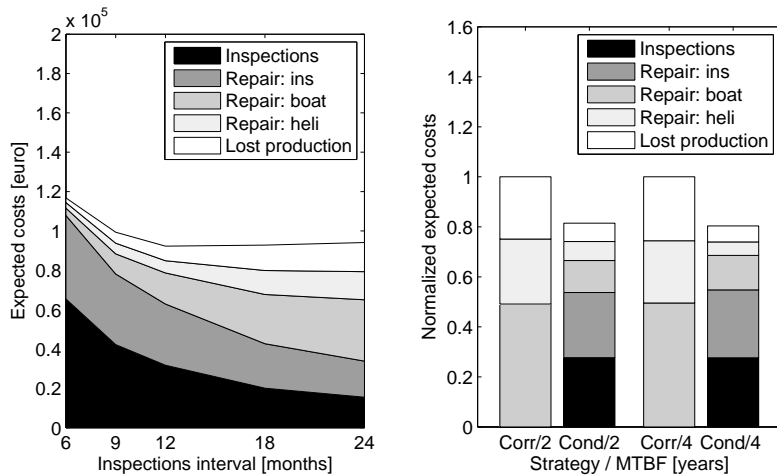 x 10^5
2
1.8
1.6
1.4
1.2
1
0.8
0.6
0.4
0.2
0
Expected costs [euro]
Inspections
Repair: ins
Repair: boat
Repair: heli
Lost production
6 9 12 18 24
Inspections interval [months]
1.6
1.4
1.2
1
0.8
0.6
0.4
0.2
0
Normalized expected costs
Inspections
Repair: ins
Repair: boat
Repair: heli
Lost production
Corr/2 Cond/2 Corr/4 Cond/4
Strategy / MTBF [years]